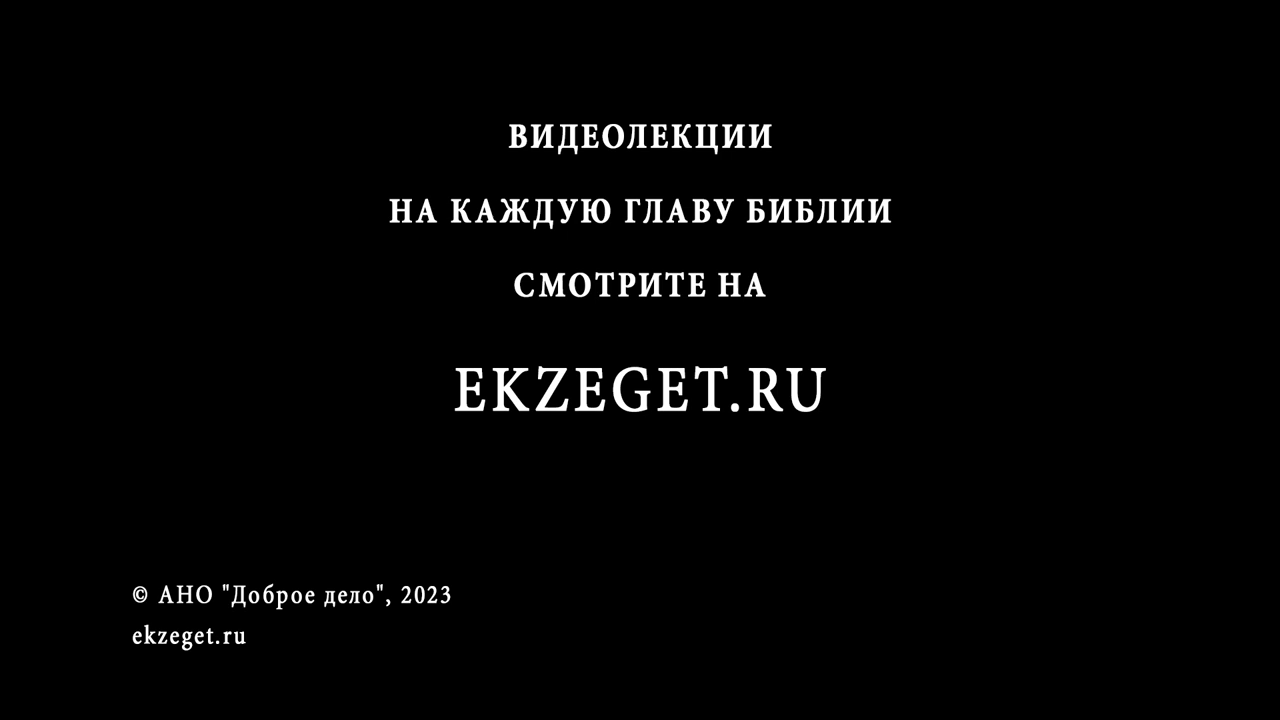 ВИДЕОЛЕКЦИИ
НА КАЖДУЮ ГЛАВУ БИБЛИИ
СМОТРИТЕ НА
EKZEGET.RU
© АНО "Доброе дело", 2023
ekzeget.ru